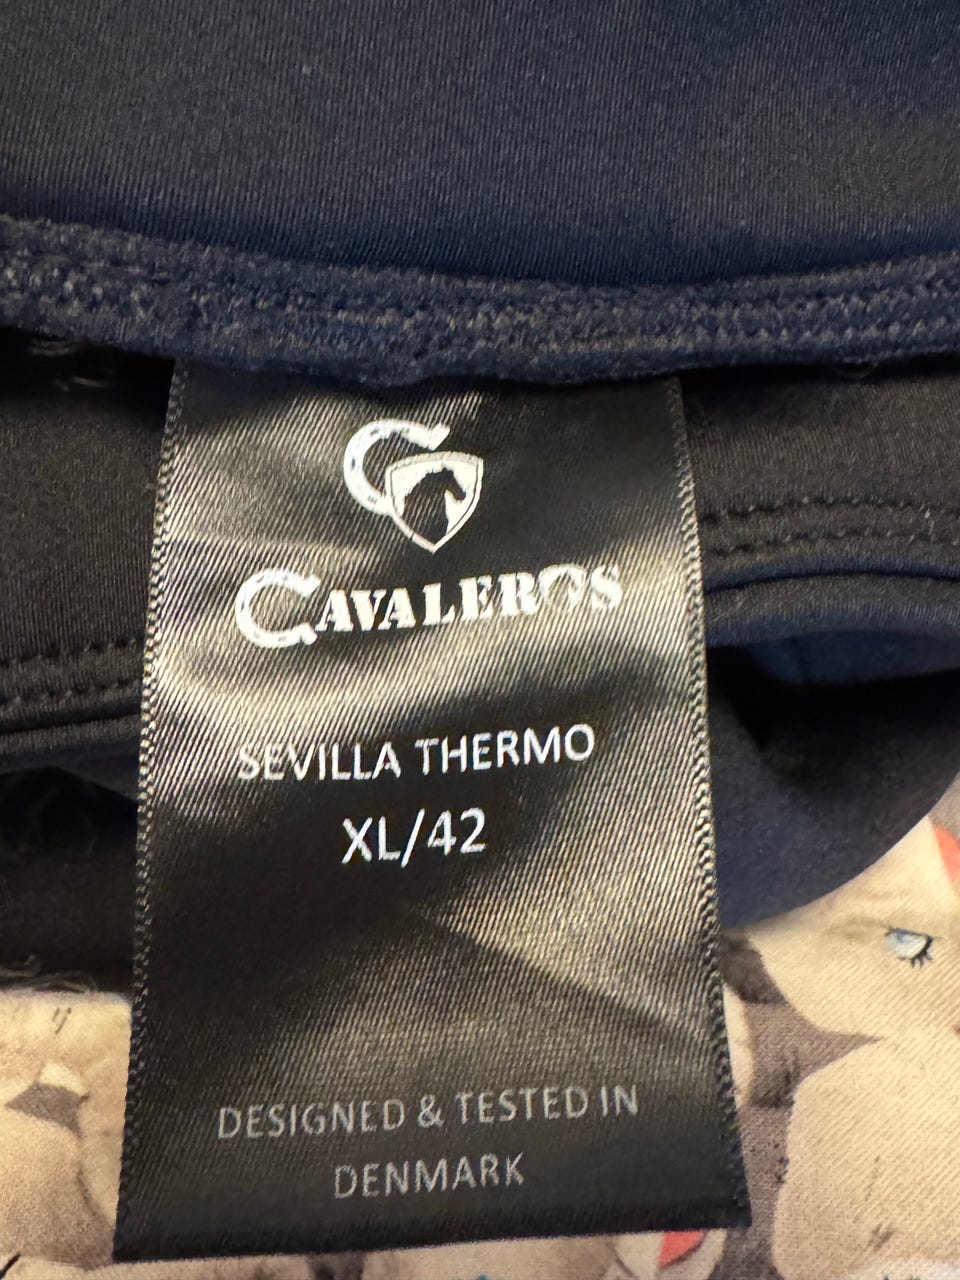 CAVALEROS
SEVILLA THERMO
XL/42
DESIGNED & TESTED IN
DENMARK